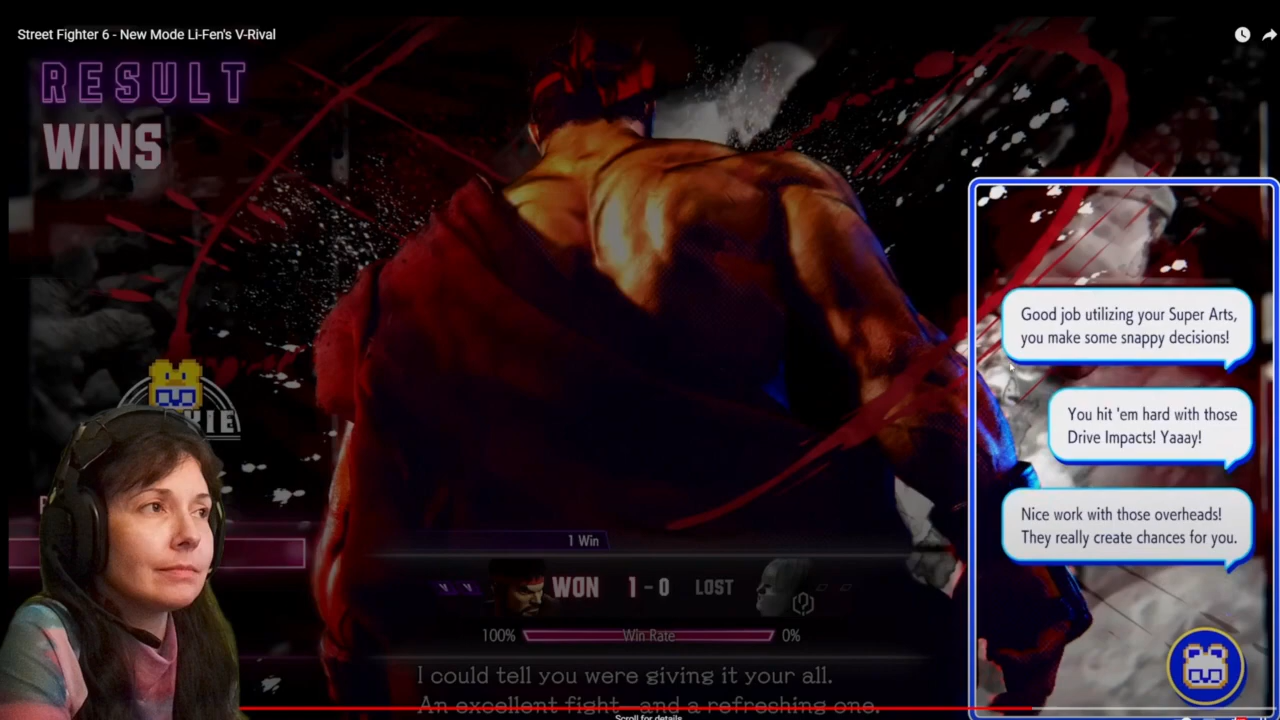 Street Fighter 6 - New Mode Li-Fen's V-Rival
RESULT
WINS
Good job utilizing your Super Arts,
you make some snappy decisions!
You hit 'em hard with those
Drive Impacts! Yaaay!
Nice work with those overheads!
They really create chances for you.
1 Win
WON 1 - 0 LOST
100% Win Rate 0%
I could tell you were giving it your all.
An excellent fight—and a refreshing one.
Scroll for details